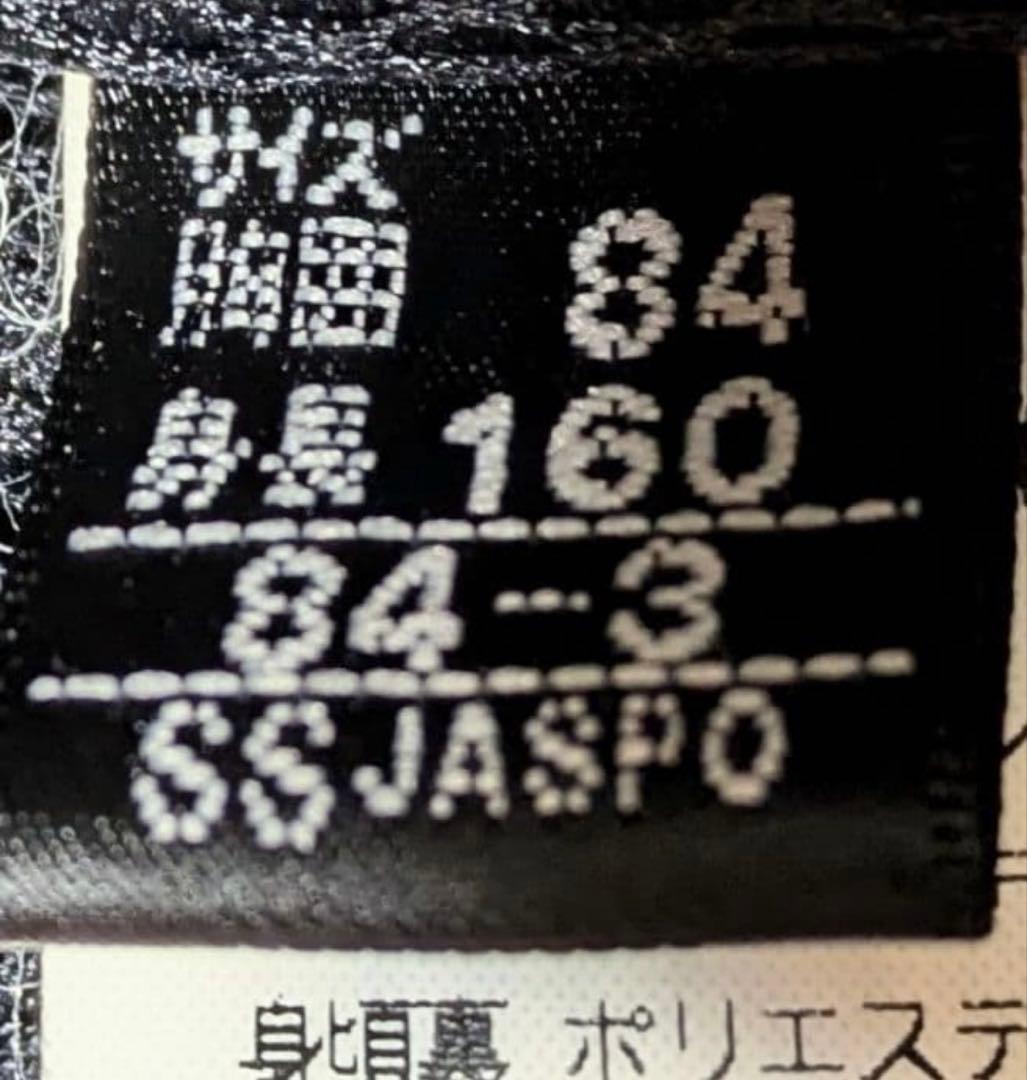 サイズ
胸囲 84
身長 160
84-3
SSJASPO
身頃裏 ポリエステ